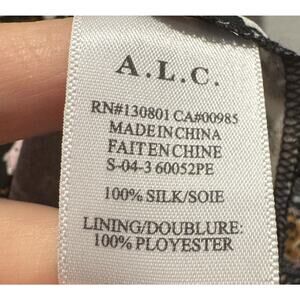 A.L.C.
RN#130801 CA#00985
MADE IN CHINA
FAIT EN CHINE
S-04-3 60052PE
100% SILK/SOIE
LINING/DOUBLURE:
100% PLOYESTER